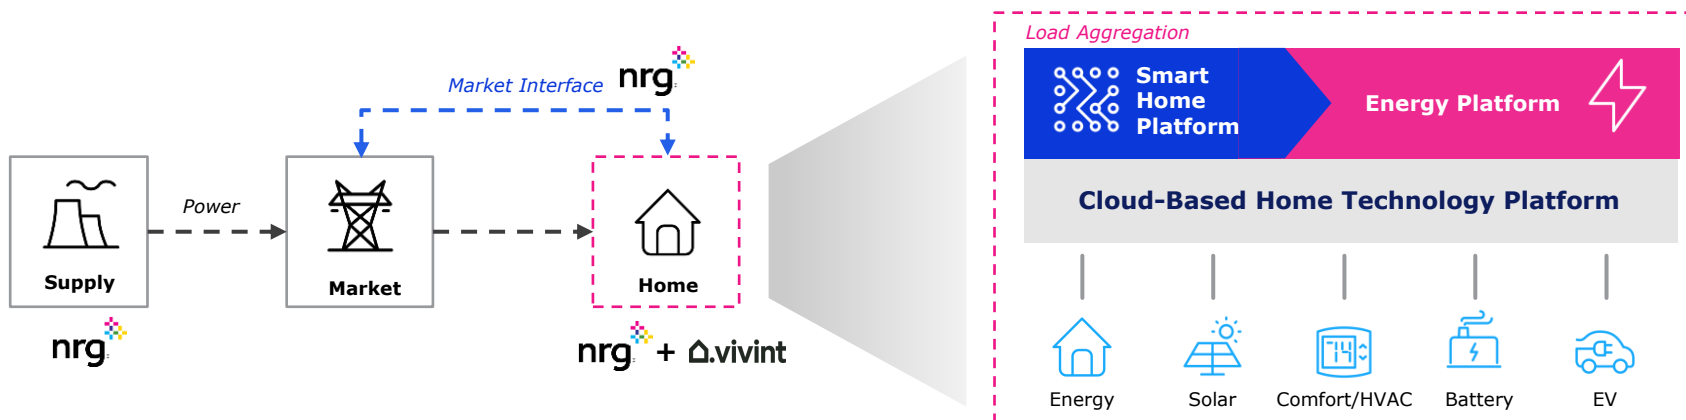 nrg
Market Interface
Power
Supply
Market
Home
nrg
nrg + vivint
Load Aggregation
Smart
Home
Platform
Energy Platform
Cloud-Based Home Technology Platform
74
Energy
Solar
Comfort/HVAC
Battery
EV